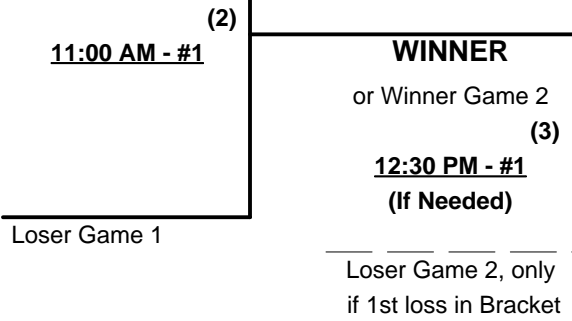 (2)
11:00 AM - #1
WINNER
or Winner Game 2
(3)
12:30 PM - #1
(If Needed)
Loser Game 1
Loser Game 2, only
if 1st loss in Bracket